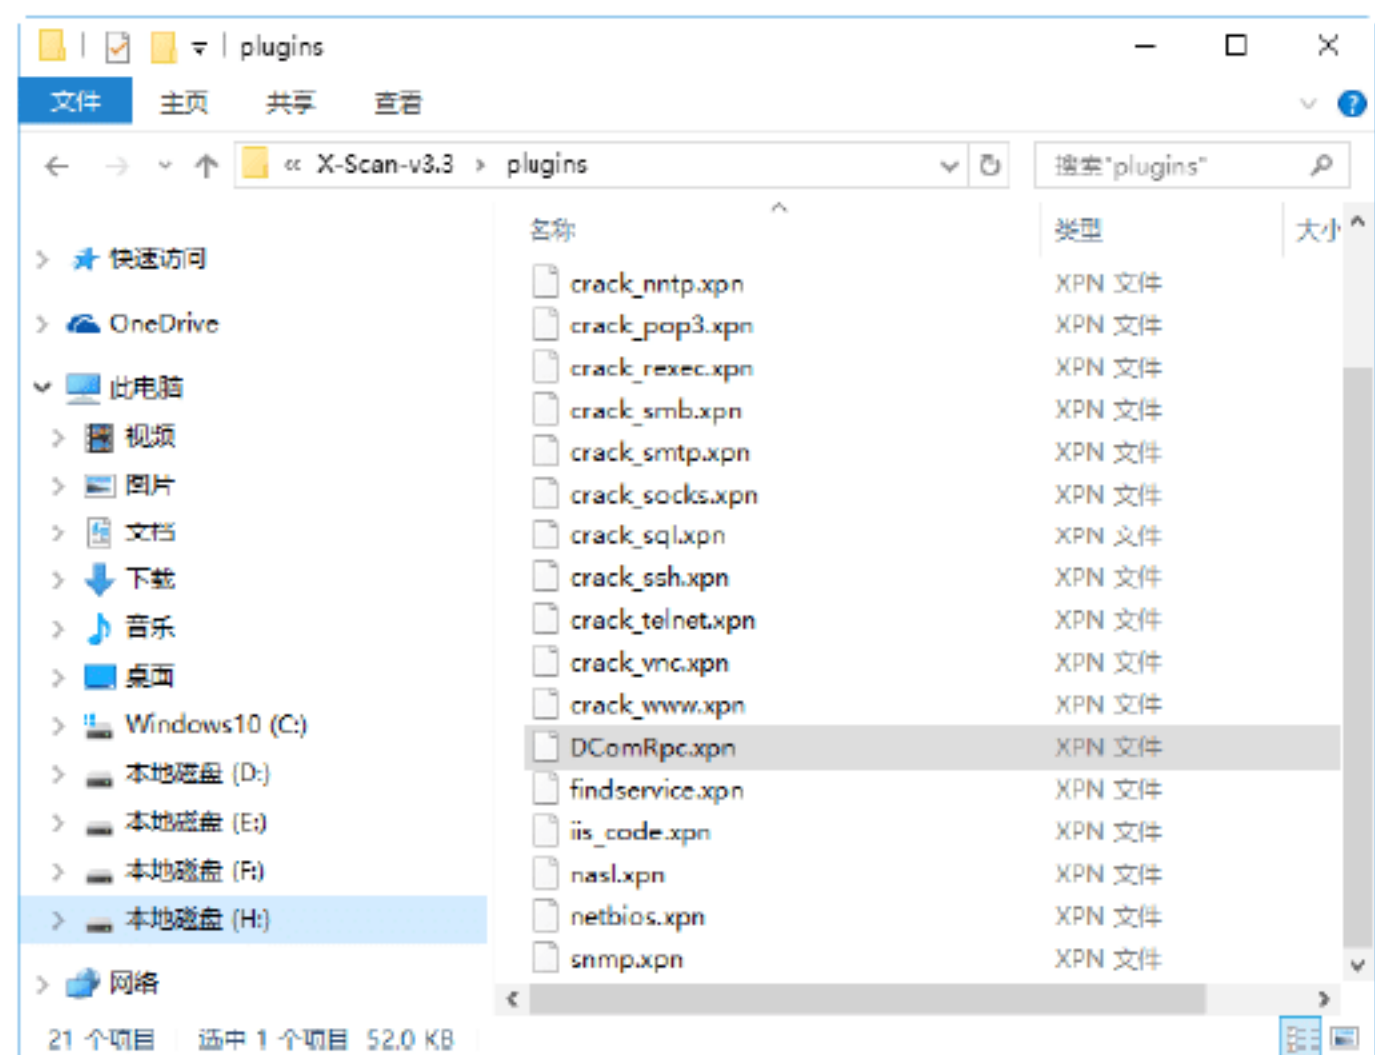 plugins
文件 主页 共享 查看
« X-Scan-v3.3 › plugins 搜索"plugins"
名称 类型 大小
快速访问
OneDrive
此电脑
视频
图片
文档
下载
音乐
桌面
Windows10 (C:)
本地磁盘 (D:)
本地磁盘 (E:)
本地磁盘 (F:)
本地磁盘 (H:)
网络
crack_nntp.xpn XPN 文件
crack_pop3.xpn XPN 文件
crack_rexec.xpn XPN 文件
crack_smb.xpn XPN 文件
crack_smtp.xpn XPN 文件
crack_socks.xpn XPN 文件
crack_sql.xpn XPN 文件
crack_ssh.xpn XPN 文件
crack_telnet.xpn XPN 文件
crack_vnc.xpn XPN 文件
crack_www.xpn XPN 文件
DComRpc.xpn XPN 文件
findservice.xpn XPN 文件
iis_code.xpn XPN 文件
nasl.xpn XPN 文件
netbios.xpn XPN 文件
snmp.xpn XPN 文件
21 个项目 选中 1 个项目 52.0 KB